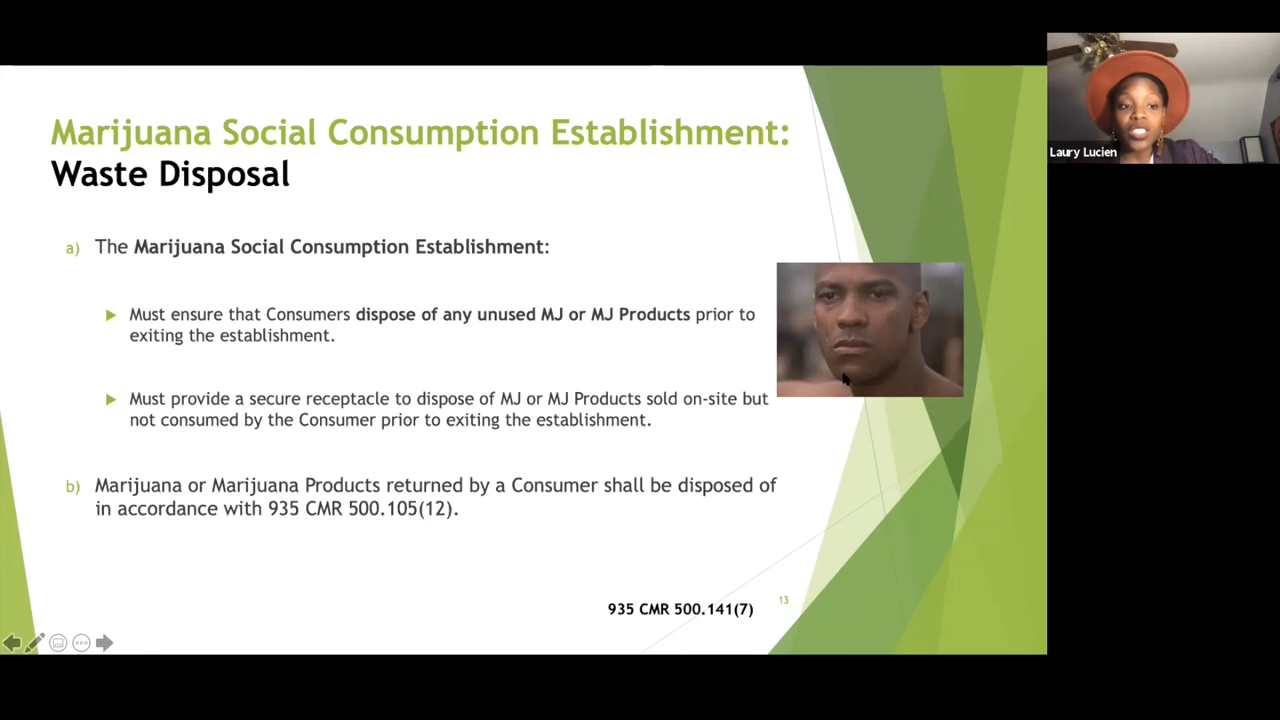 Marijuana Social Consumption Establishment:
Waste Disposal
Laury Lucien
a) The Marijuana Social Consumption Establishment:
Must ensure that Consumers dispose of any unused MJ or MJ Products prior to
exiting the establishment.
Must provide a secure receptacle to dispose of MJ or MJ Products sold on-site but
not consumed by the Consumer prior to exiting the establishment.
b) Marijuana or Marijuana Products returned by a Consumer shall be disposed of
in accordance with 935 CMR 500.105(12).
935 CMR 500.141(7)
13